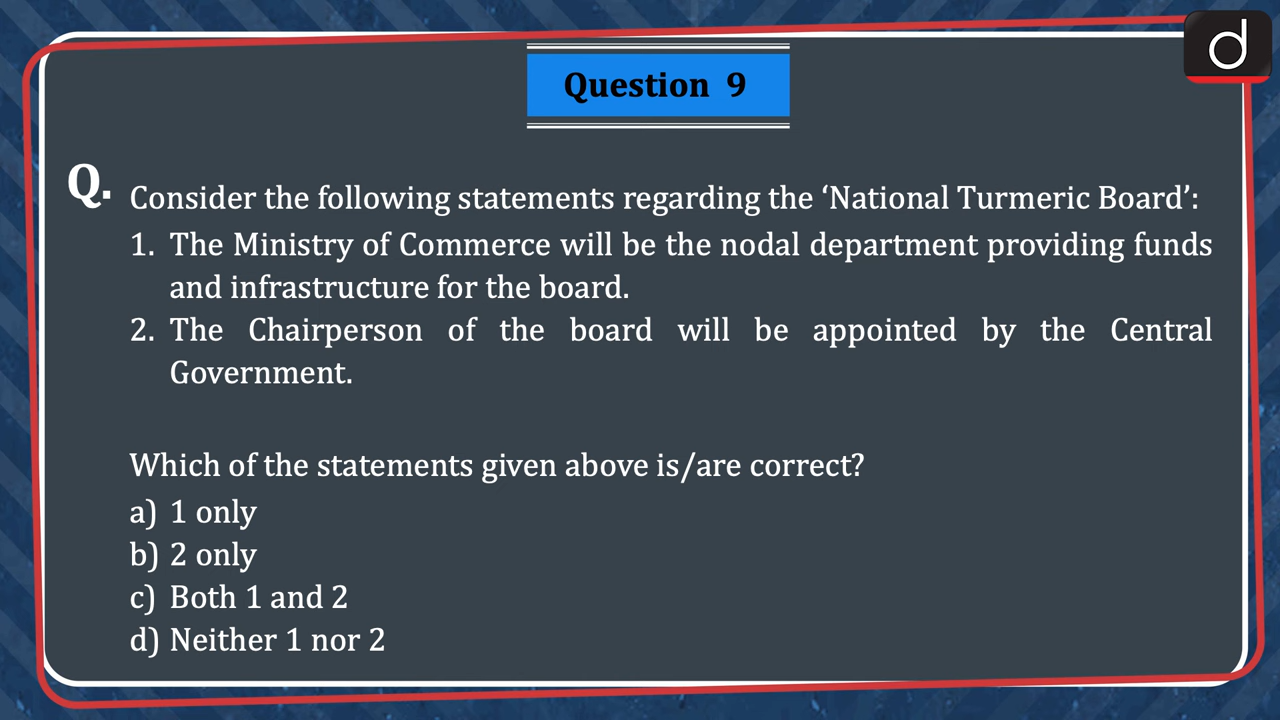 d
Question 9
Q. Consider the following statements regarding the ‘National Turmeric Board’:
1. The Ministry of Commerce will be the nodal department providing funds
and infrastructure for the board.
2. The Chairperson of the board will be appointed by the Central
Government.
Which of the statements given above is/are correct?
a) 1 only
b) 2 only
c) Both 1 and 2
d) Neither 1 nor 2